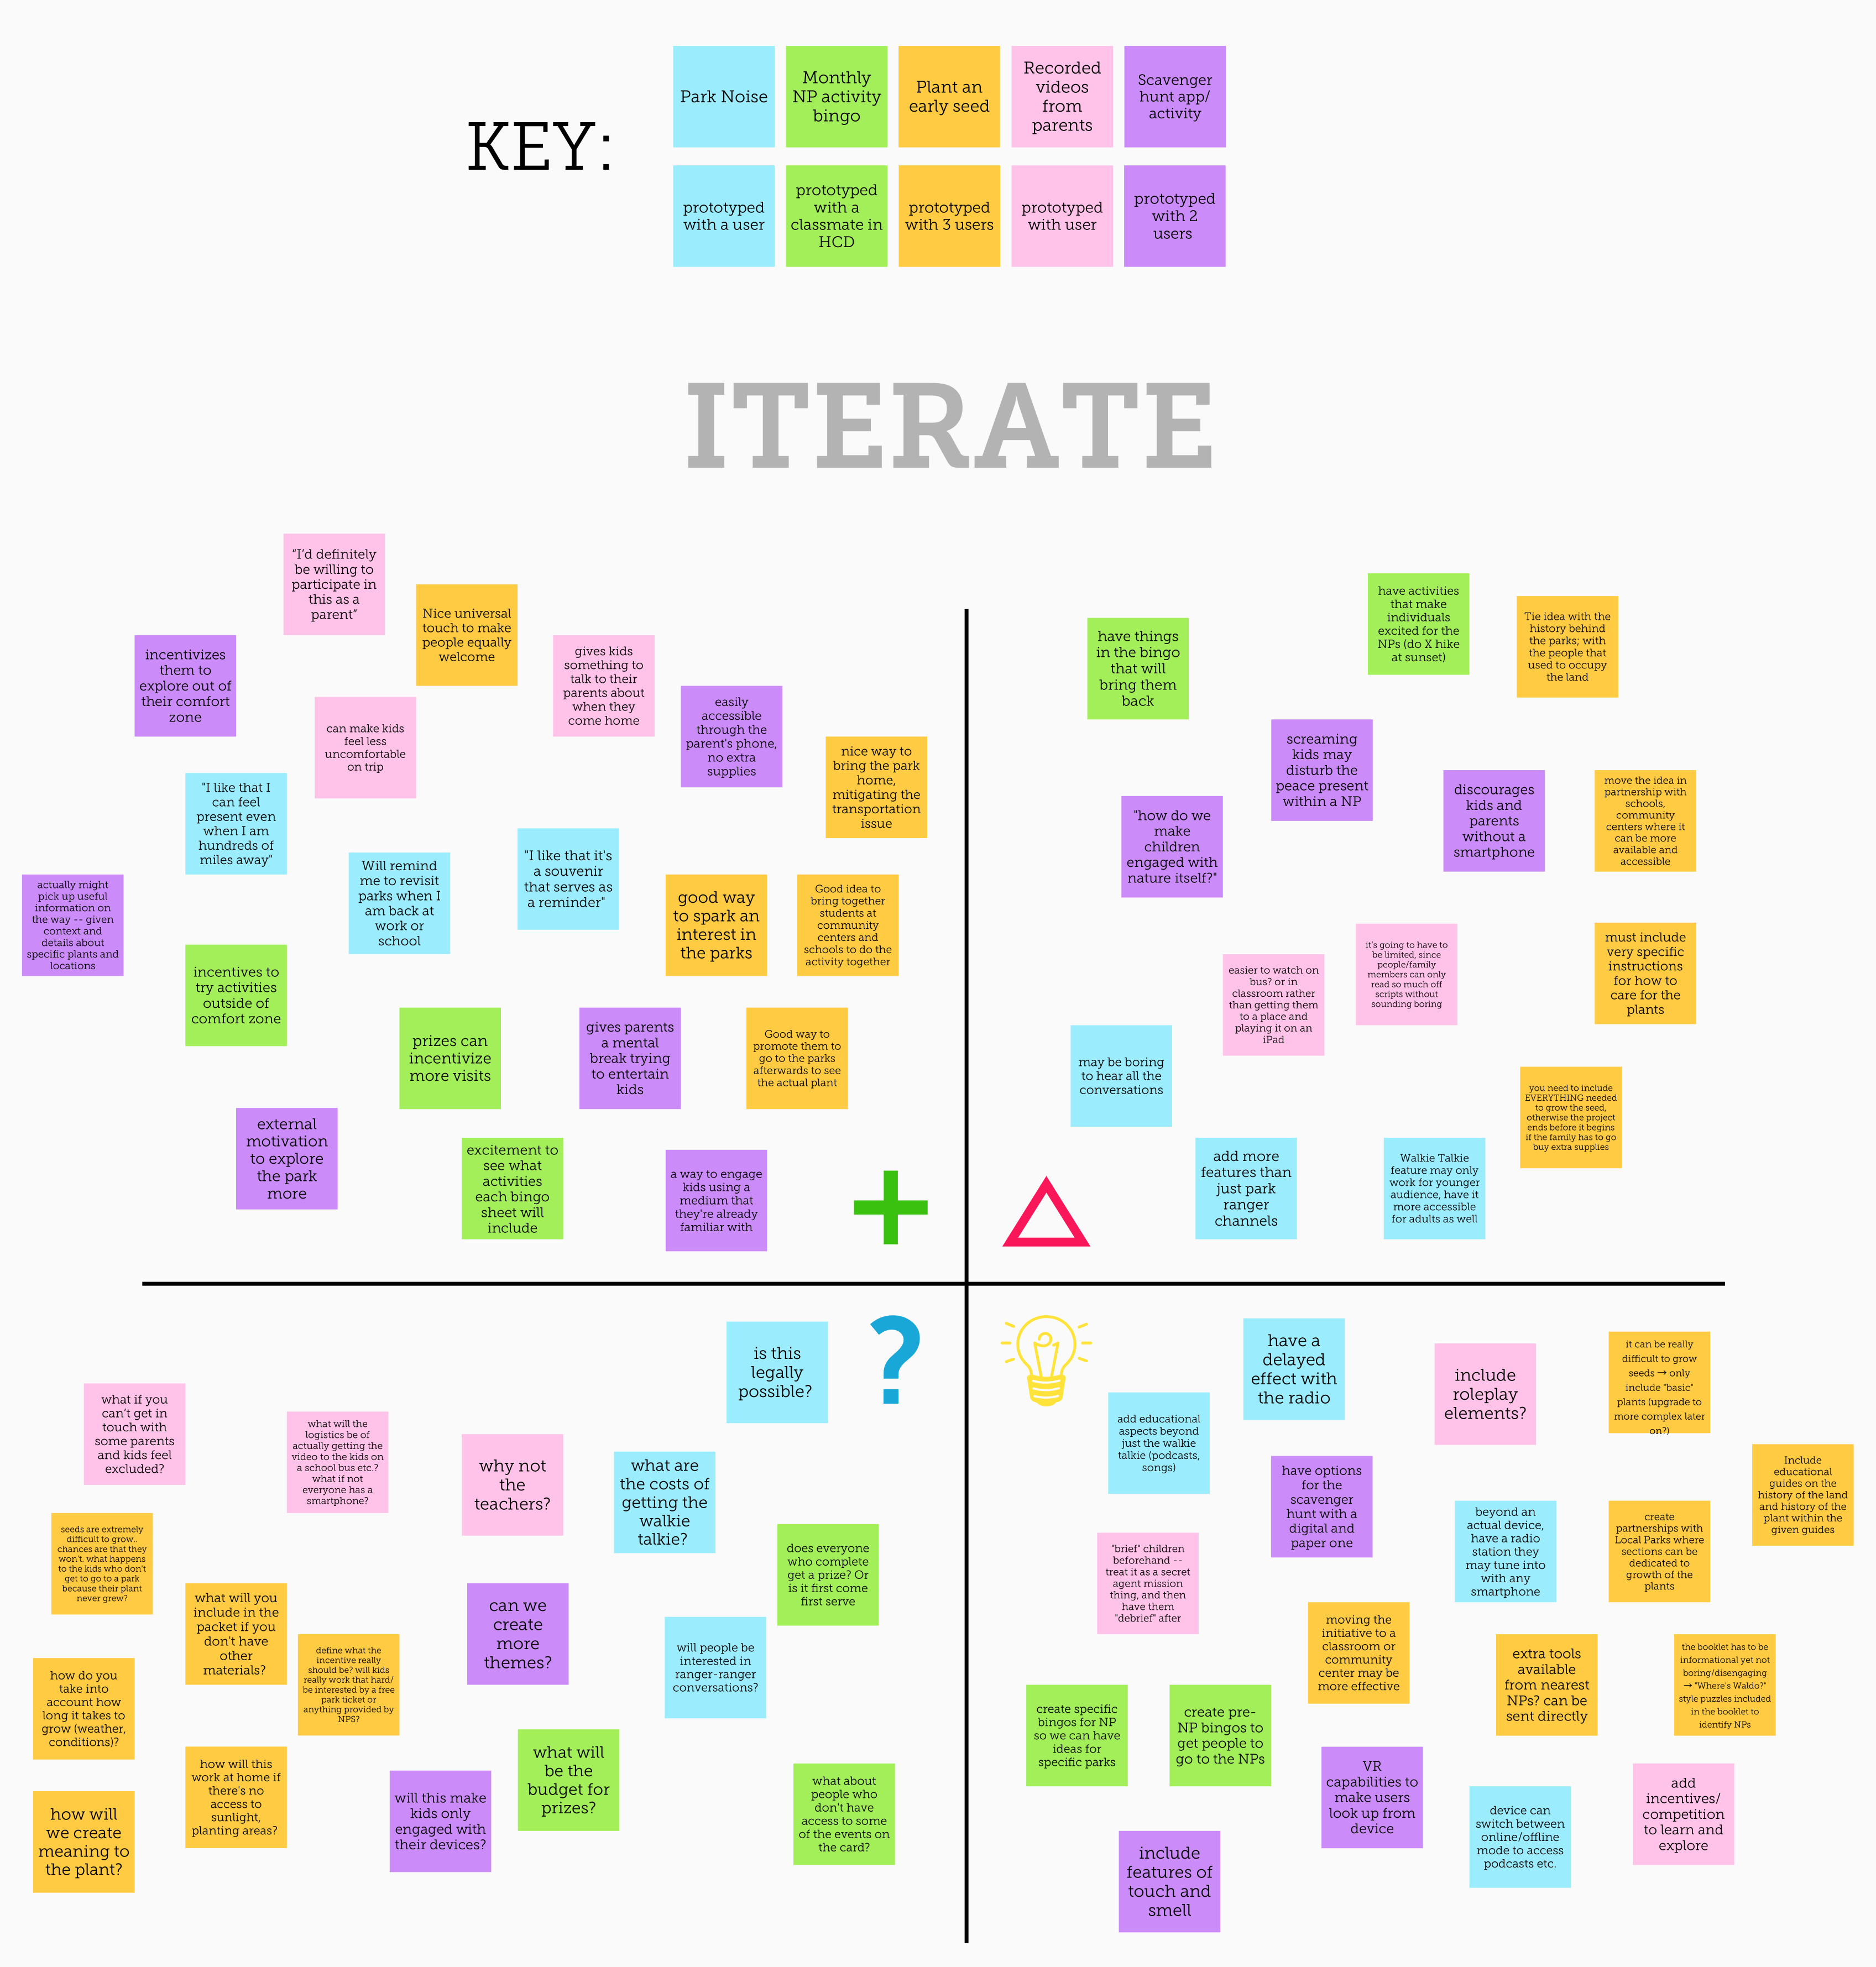 KEY:
Park Noise
Monthly
NP activity
bingo
Plant an
early seed
Recorded
videos
from
parents
Scavenger
hunt app/
activity
prototyped
with a user
prototyped
with a
classmate in
HCD
prototyped
with 3 users
prototyped
with user
prototyped
with 2
users
ITERATE
“I’d definitely
be willing to
participate in
this as a
parent”
Nice universal
touch to make
people equally
welcome
incentivizes
them to
explore out of
their comfort
zone
gives kids
something to
talk to their
parents about
when they
come home
can make kids
feel less
uncomfortable
on trip
easily
accessible
through the
parent's phone,
no extra
supplies
nice way to
bring the park
home,
mitigating the
transportation
issue
"I like that I
can feel
present even
when I am
hundreds of
miles away"
Will remind
me to revisit
parks when I
am back at
work or
school
"I like that it's
a souvenir
that serves as
a reminder"
actually might
pick up useful
information on
the way -- given
context and
details about
specific plants and
locations
good way
to spark an
interest in
the parks
Good idea to
bring together
students at
community
centers and
schools to do the
activity together
incentives to
try activities
outside of
comfort zone
prizes can
incentivize
more visits
gives parents
a mental
break trying
to entertain
kids
Good way to
promote them to
go to the parks
afterwards to see
the actual plant
external
motivation
to explore
the park
more
excitement to
see what
activities
each bingo
sheet will
include
a way to engage
kids using a
medium that
they're already
familiar with
have things
in the bingo
that will
bring them
back
have activities
that make
individuals
excited for the
NPs (do X hike
at sunset)
Tie idea with the
history behind
the parks; with
the people that
used to occupy
the land
screaming
kids may
disturb the
peace present
within a NP
"how do we
make
children
engaged with
nature itself?"
discourages
kids and
parents
without a
smartphone
move the idea in
partnership with
schools,
community
centers where it
can be more
available and
accessible
easier to watch on
bus? or in
classroom rather
than getting them
to a place and
playing it on an
iPad
it's going to have to
be limited, since
people/family
members can only
read so much off
scripts without
sounding boring
must include
very specific
instructions
for how to
care for the
plants
may be boring
to hear all the
conversations
you need to include
EVERYTHING needed
to grow the seed,
otherwise the project
ends before it begins
if the family has to go
buy extra supplies
add more
features than
just park
ranger
channels
Walkie Talkie
feature may only
work for younger
audience, have it
more accessible
for adults as well
is this
legally
possible?
?
what if you
can't get in
touch with
some parents
and kids feel
excluded?
what will the
logistics be of
actually getting the
video to the kids on
a school bus etc.?
what if not
everyone has a
smartphone?
why not
the
teachers?
what are
the costs of
getting the
walkie
talkie?
seeds are extremely
difficult to grow..
chances are that they
won't. what happens
to the kids who don't
get to go to a park
because their plant
never grew?
what will you
include in the
packet if you
don't have
other
materials?
can we
create
more
themes?
does everyone
who complete
get a prize? Or
is it first come
first serve
how do you
take into
account how
long it takes to
grow (weather,
conditions)?
define what the
incentive really
should be? will kids
really work that hard/
be interested by a free
park ticket or
anything provided by
NPS?
will people be
interested in
ranger-ranger
conversations?
how will
we create
meaning to
the plant?
how will this
work at home if
there's no
access to
sunlight,
planting areas?
will this make
kids only
engaged with
their devices?
what will
be the
budget for
prizes?
what about
people who
don't have
access to some
of the events on
the card?
have a
delayed
effect with
the radio
include
roleplay
elements?
it can be really
difficult to grow
seeds → only
include "basic"
plants (upgrade to
more complex later
on?)
add educational
aspects beyond
just the walkie
talkie (podcasts,
songs)
have options
for the
scavenger
hunt with a
digital and
paper one
Include
educational
guides on the
history of the land
and history of the
plant within the
given guides
beyond an
actual device,
have a radio
station they
may tune into
with any
smartphone
create
partnerships with
Local Parks where
sections can be
dedicated to
growth of the
plants
"brief" children
beforehand --
treat it as a secret
agent mission
thing, and then
have them
"debrief" after
moving the
initiative to a
classroom or
community
center may be
more effective
extra tools
available
from nearest
NPs? can be
sent directly
the booklet has to be
informational yet not
boring/disengaging
→ "Where's Waldo?"
style puzzles included
in the booklet to
identify NPs
create specific
bingos for NP
so we can have
ideas for
specific parks
create pre-
NP bingos to
get people to
go to the NPs
VR
capabilities to
make users
look up from
device
device can
switch between
online/offline
mode to access
podcasts etc.
add
incentives/
competition
to learn and
explore
include
features of
touch and
smell